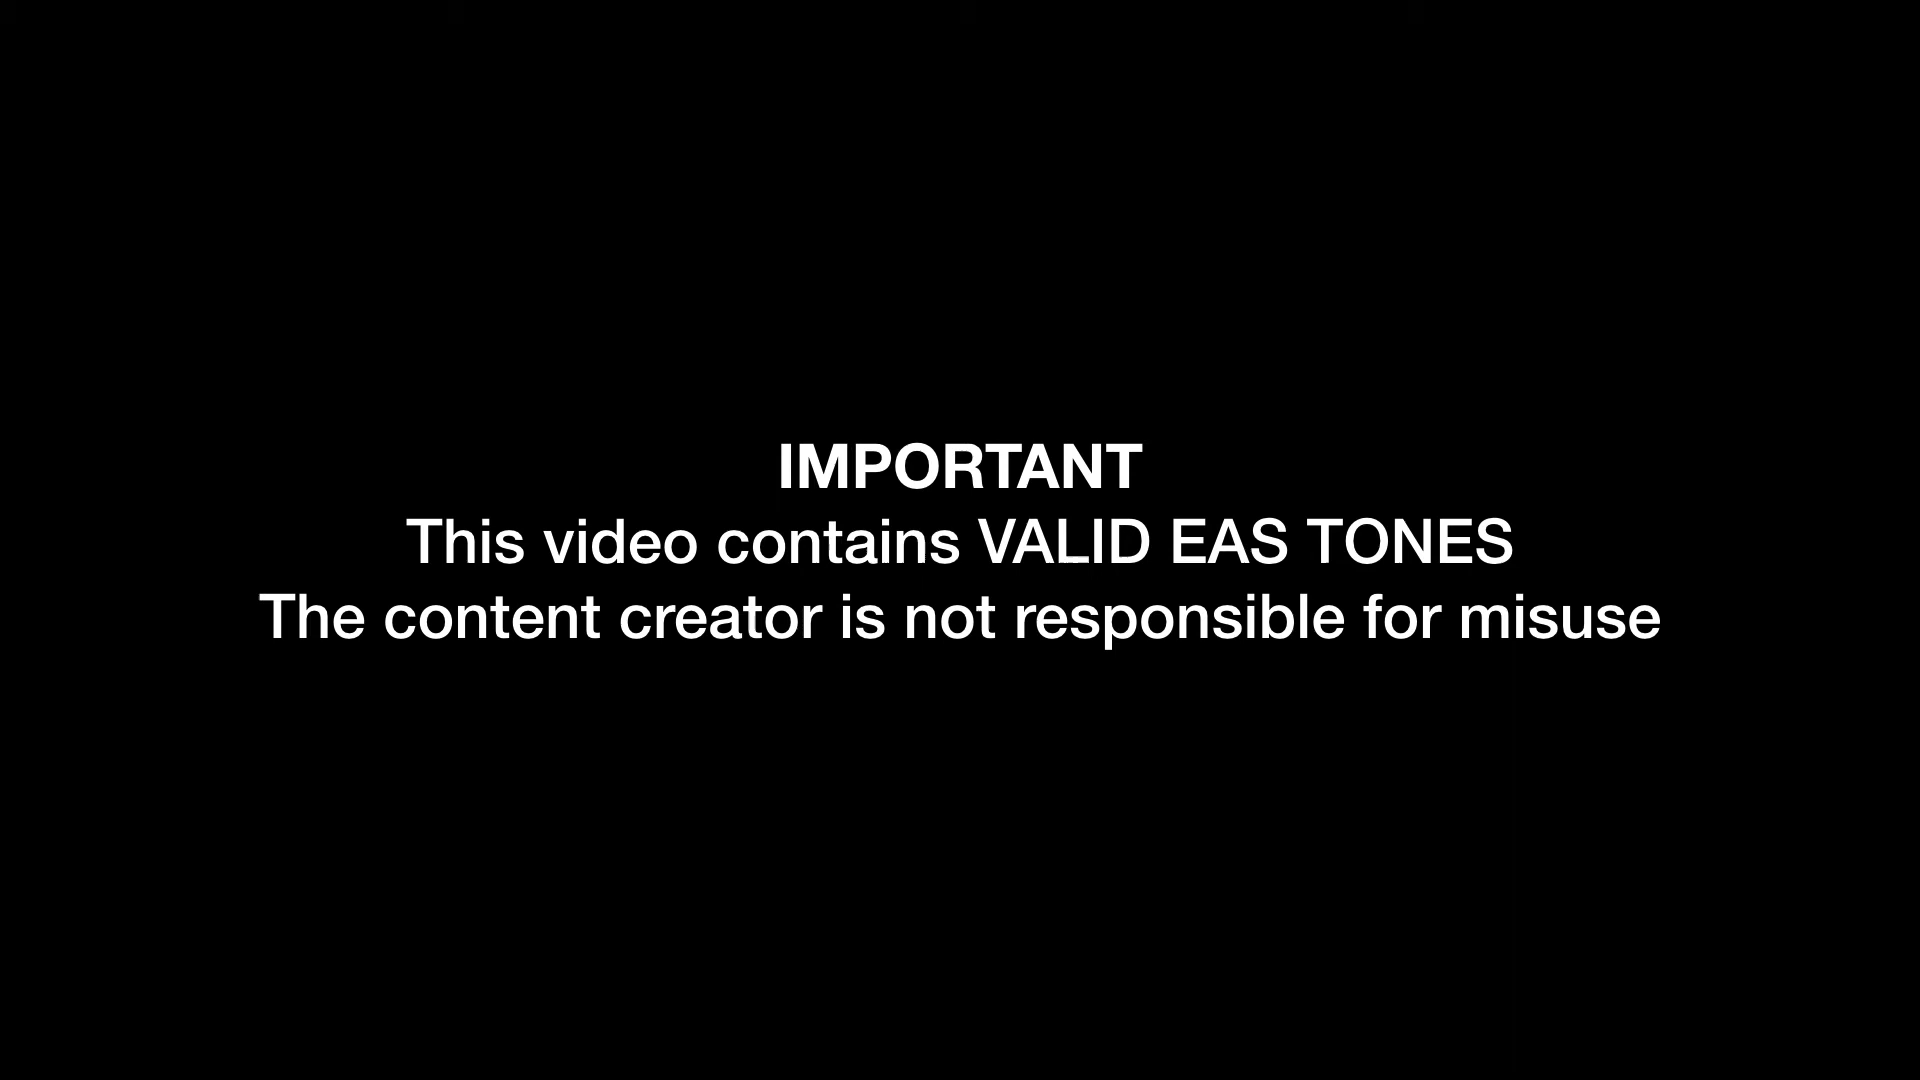 IMPORTANT
This video contains VALID EAS TONES
The content creator is not responsible for misuse